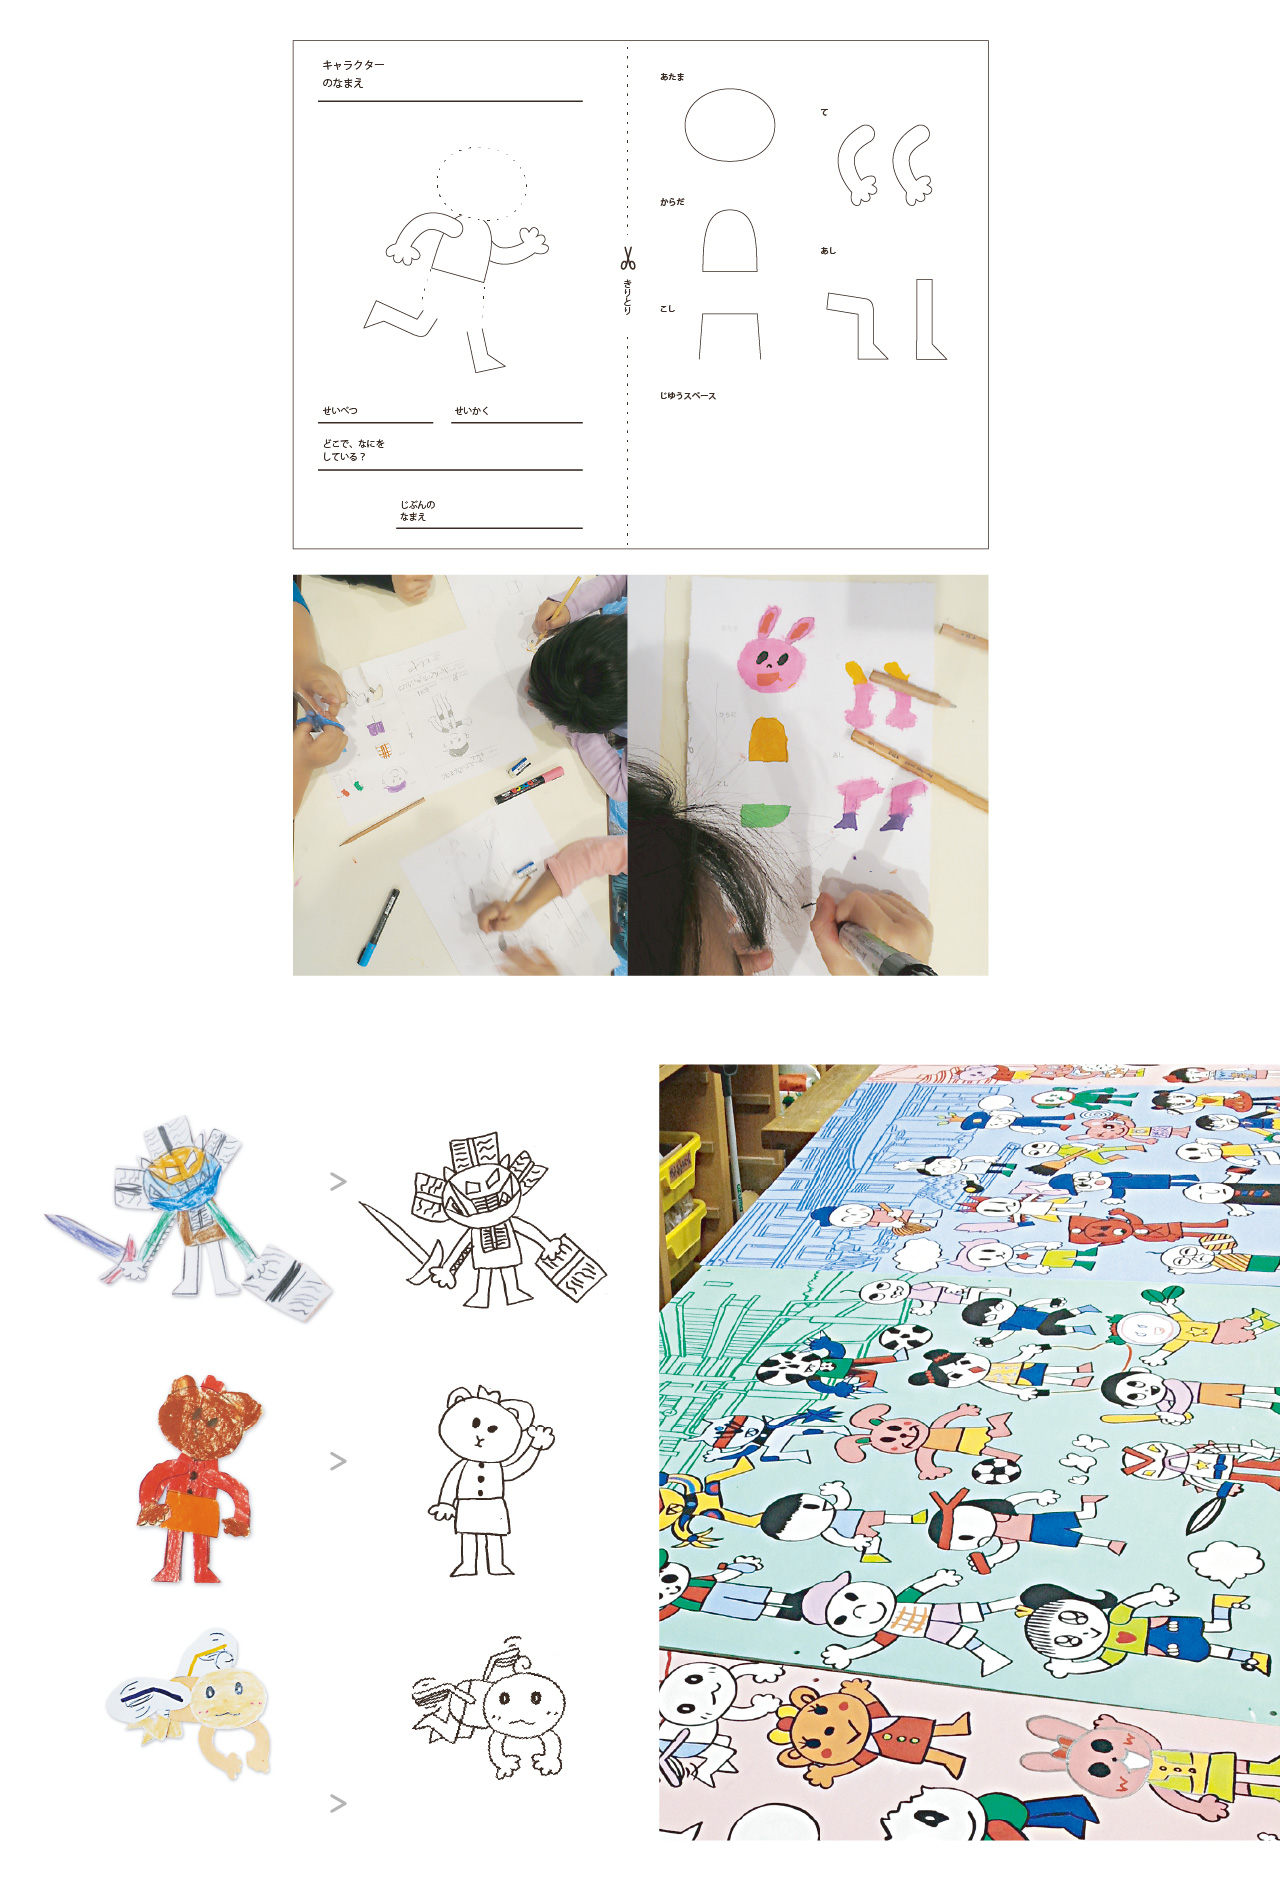 キャラクター
のなまえ
せいべつ
せいかく
どこで、なにを
している？
じぶんの
なまえ
きりとり
あたま
て
からだ
あし
こし
じゆうスペース